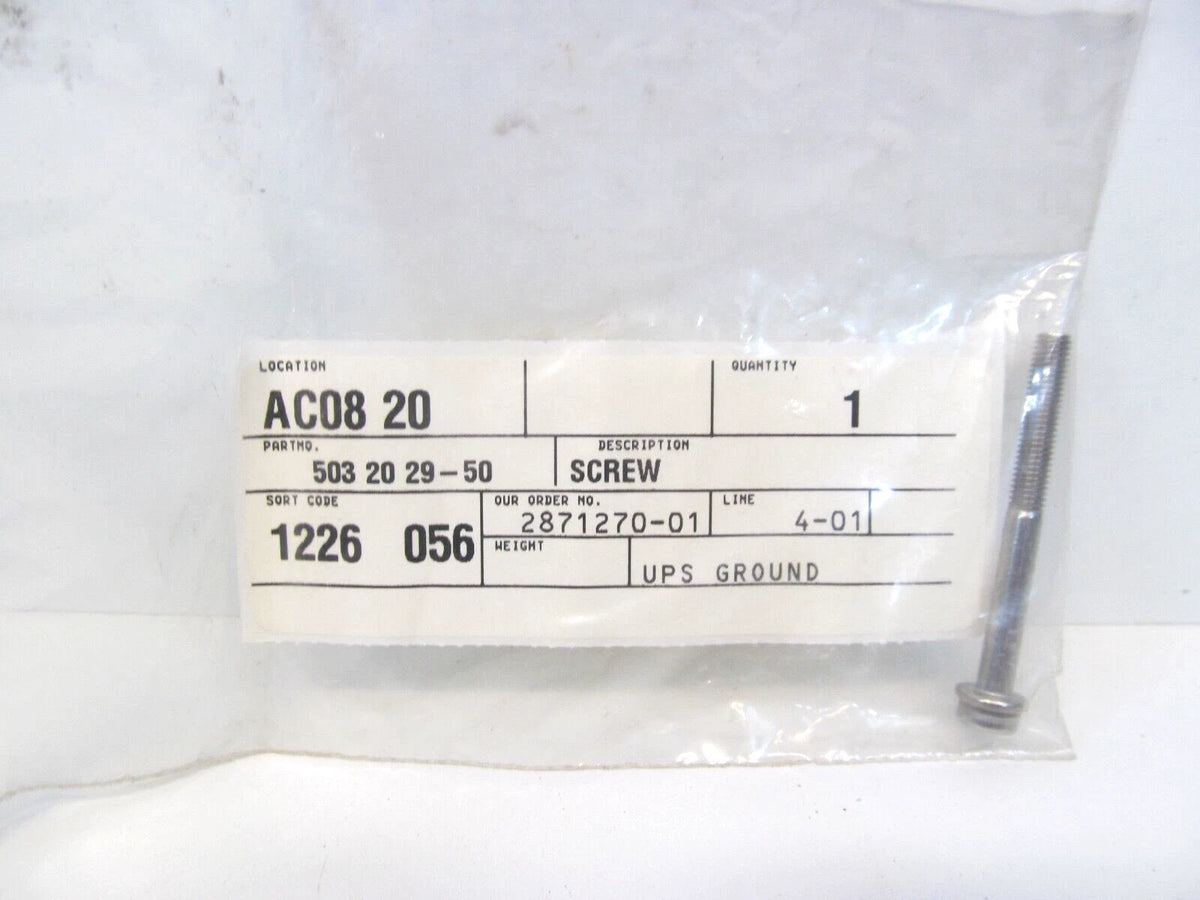 LOCATION QUANTITY
AC08 20 1
PARTNO. DESCRIPTION
503 20 29-50 SCREW
SORT CODE OUR ORDER NO. LINE
1226 056 2871270-01 4-01
WEIGHT
UPS GROUND